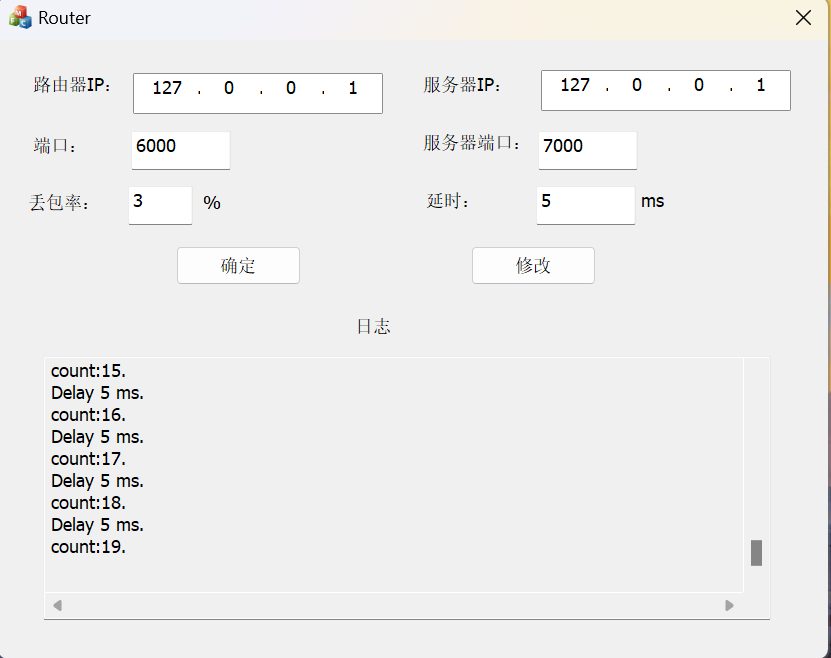 Router
路由器IP： 127 . 0 . 0 . 1 服务器IP： 127 . 0 . 0 . 1
端口： 6000 服务器端口： 7000
丢包率： 3 % 延时： 5 ms
确定 修改
日志
count:15.
Delay 5 ms.
count:16.
Delay 5 ms.
count:17.
Delay 5 ms.
count:18.
Delay 5 ms.
count:19.